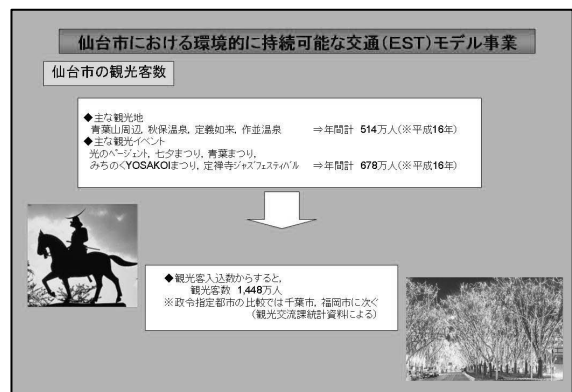 仙台市における環境的に持続可能な交通(EST)モデル事業
仙台市の観光客数
◆主な観光地
青葉山周辺, 秋保温泉, 定義如来, 作並温泉 ⇒年間計 514万人(※平成16年)
◆主な観光イベント
光のページェント, 七夕まつり, 青葉まつり,
みちのくYOSAKOIまつり, 定禅寺ジャズフェスティバル ⇒年間計 678万人(※平成16年)
◆観光客入込数からすると,
観光客数 1,448万人
※政令指定都市の比較では千葉市, 福岡市に次ぐ
(観光交流課統計資料による)